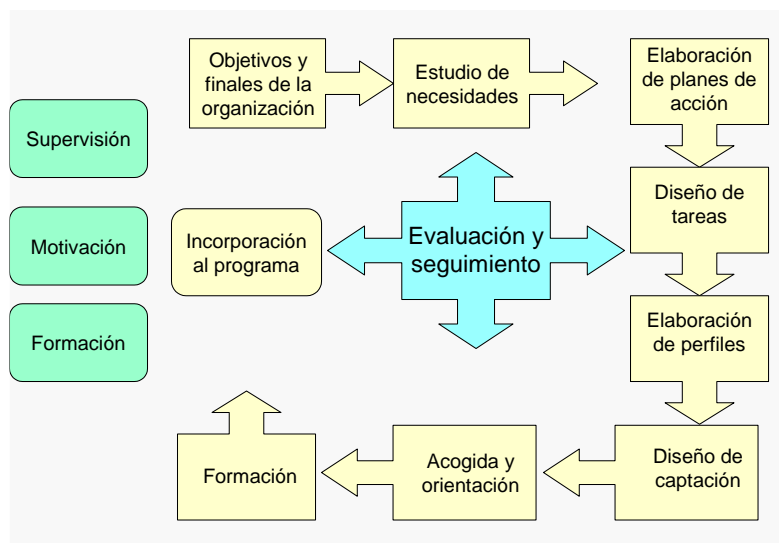 Objetivos y
finales de la
organización
Estudio de
necesidades
Elaboración
de planes de
acción
Supervisión
Diseño de
tareas
Motivación
Incorporación
al programa
Evaluación y
seguimiento
Elaboración
de perfiles
Formación
Formación
Acogida y
orientación
Diseño de
captación